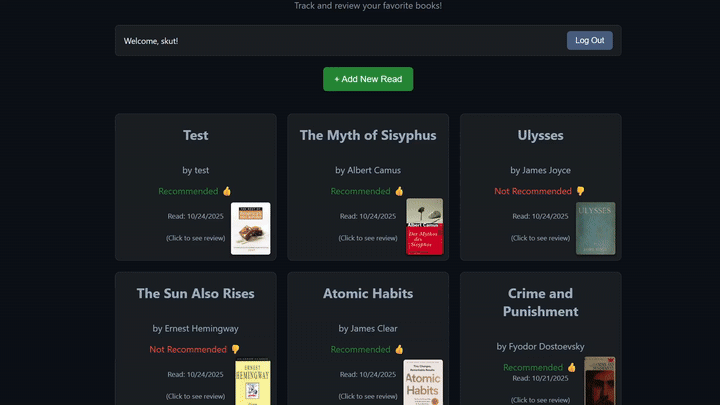 Track and review your favorite books!
Welcome, skut!
Log Out
+ Add New Read
Test
by test
Recommended 👍
Read: 10/24/2025
(Click to see review)
The Myth of Sisyphus
by Albert Camus
Recommended 👍
Read: 10/24/2025
(Click to see review)
Albert Camus
Der Mythos
des
Sisyphos
Ulysses
by James Joyce
Not Recommended 👎
Read: 10/24/2025
(Click to see review)
ULYSSES
The Sun Also Rises
by Ernest Hemingway
Not Recommended 👎
Read: 10/24/2025
(Click to see review)
ERNEST
HEMINGWAY
Atomic Habits
by James Clear
Recommended 👍
Read: 10/24/2025
(Click to see review)
Atomic
Habits
Crime and
Punishment
by Fyodor Dostoevsky
Recommended 👍
Read: 10/21/2025
(Click to see review)